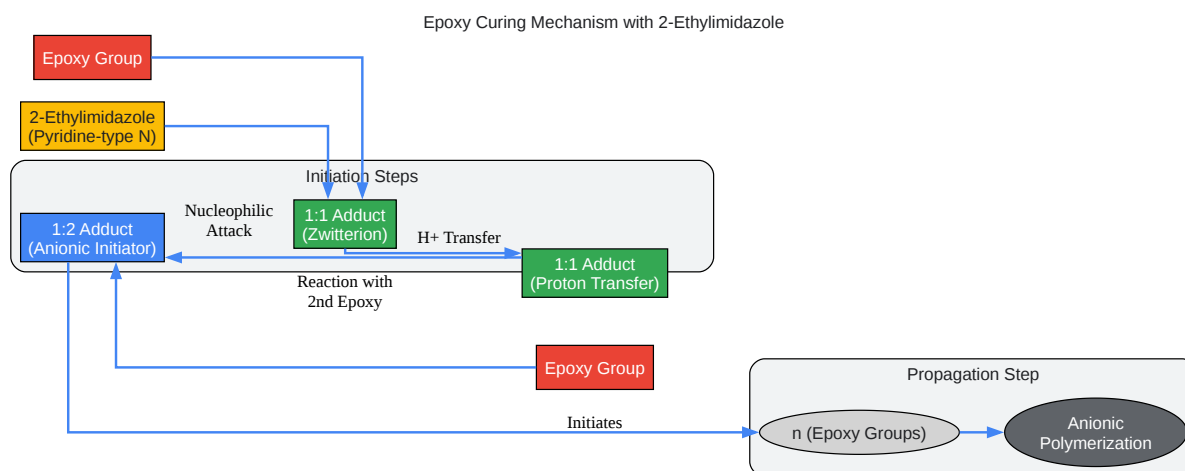 Epoxy Curing Mechanism with 2-Ethylimidazole
Epoxy Group
2-Ethylimidazole
(Pyridine-type N)
Initiation Steps
Nucleophilic
Attack
1:1 Adduct
(Zwitterion)
H+ Transfer
1:2 Adduct
(Anionic Initiator)
1:1 Adduct
(Proton Transfer)
Reaction with
2nd Epoxy
Epoxy Group
Propagation Step
Initiates
n (Epoxy Groups)
Anionic
Polymerization